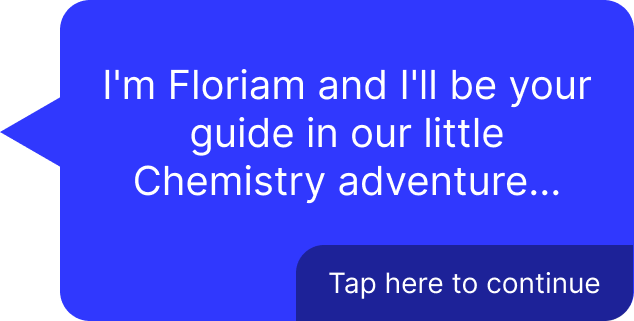 I'm Floriam and I'll be your
guide in our little
Chemistry adventure...
Tap here to continue